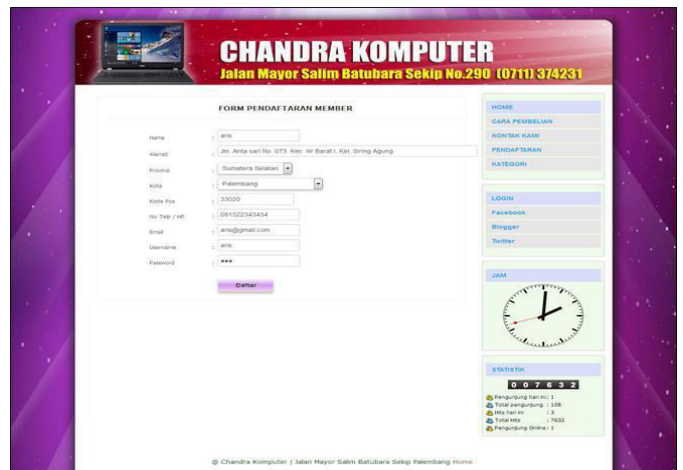 CHANDRA KOMPUTER
Jalan Mayor Salim Batubara Sekip No.290 (0711) 374231
FORM PENDAFTARAN MEMBER
Nama : aris
Alamat : Jln. Anta sari No. 073 Kec. Ilir Barat I, Kel. Siring Agung
Provinsi : Sumatera Selatan
Kota : Palembang
Kode Pos : 33020
No Telp / HP : 081522343434
Email : aris@gmail.com
Username : aris
Password : •••
Daftar
HOME
CARA PEMBELIAN
KONTAK KAMI
PENDAFTARAN
KATEGORI
LOGIN
Facebook
Blogger
Twitter
JAM
STATISTIK
007632
Pengunjung hari ini : 1
Total pengunjung : 108
Hits hari ini : 3
Total Hits : 7632
Pengunjung Online : 1
@ Chandra Komputer | Jalan Mayor Salim Batubara Sekip Palembang Home